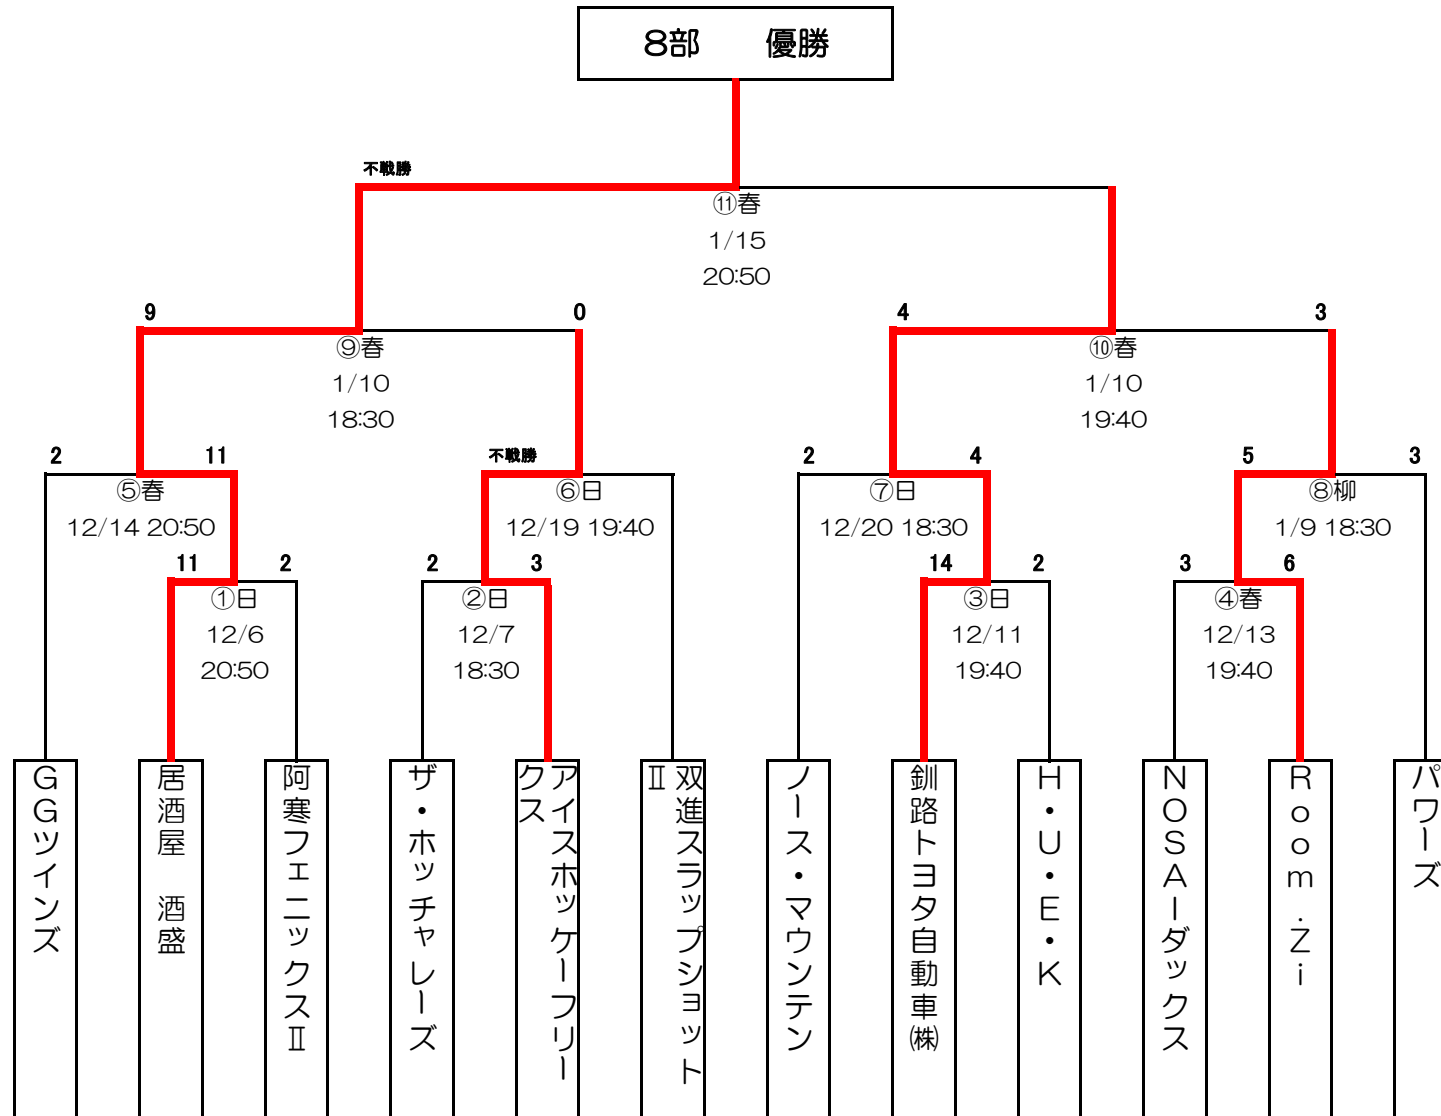 8部　優勝
不戦勝
⑪春
1/15
20:50
9 0 4 3
⑨春 ⑩春
1/10 1/10
18:30 19:40
2 11 不戦勝 2 4 5 3
⑤春 ⑥日 ⑦日 ⑧柳
12/14 20:50 12/19 19:40 12/20 18:30 1/9 18:30
11 2 2 3 14 2 3 6
①日 ②日 ③日 ④春
12/6 12/7 12/11 12/13
20:50 18:30 19:40 19:40
GGツインズ
居酒屋　酒盛
阿寒フェニックスⅡ
ザ・ホッチャレーズ
アイスホッケーフリー
クス
双進スラップショット
Ⅱ
ノース・マウンテン
釧路トヨタ自動車㈱
H・U・E・K
NOSAIーダックス
Room.Zi
パワーズ